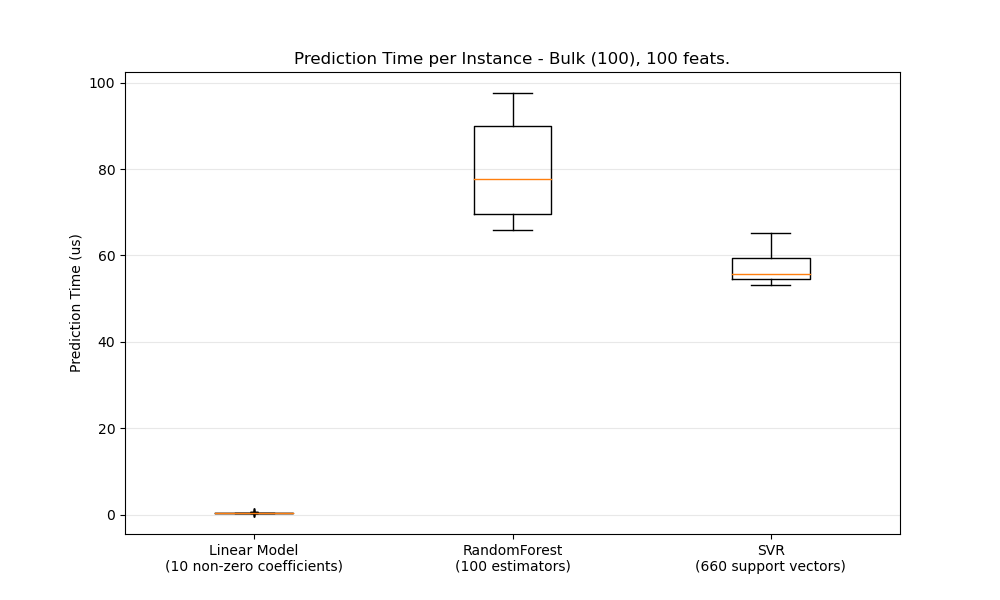 Prediction Time per Instance - Bulk (100), 100 feats.
Prediction Time (us)
100
80
60
40
20
0
Linear Model
(10 non-zero coefficients)
RandomForest
(100 estimators)
SVR
(660 support vectors)